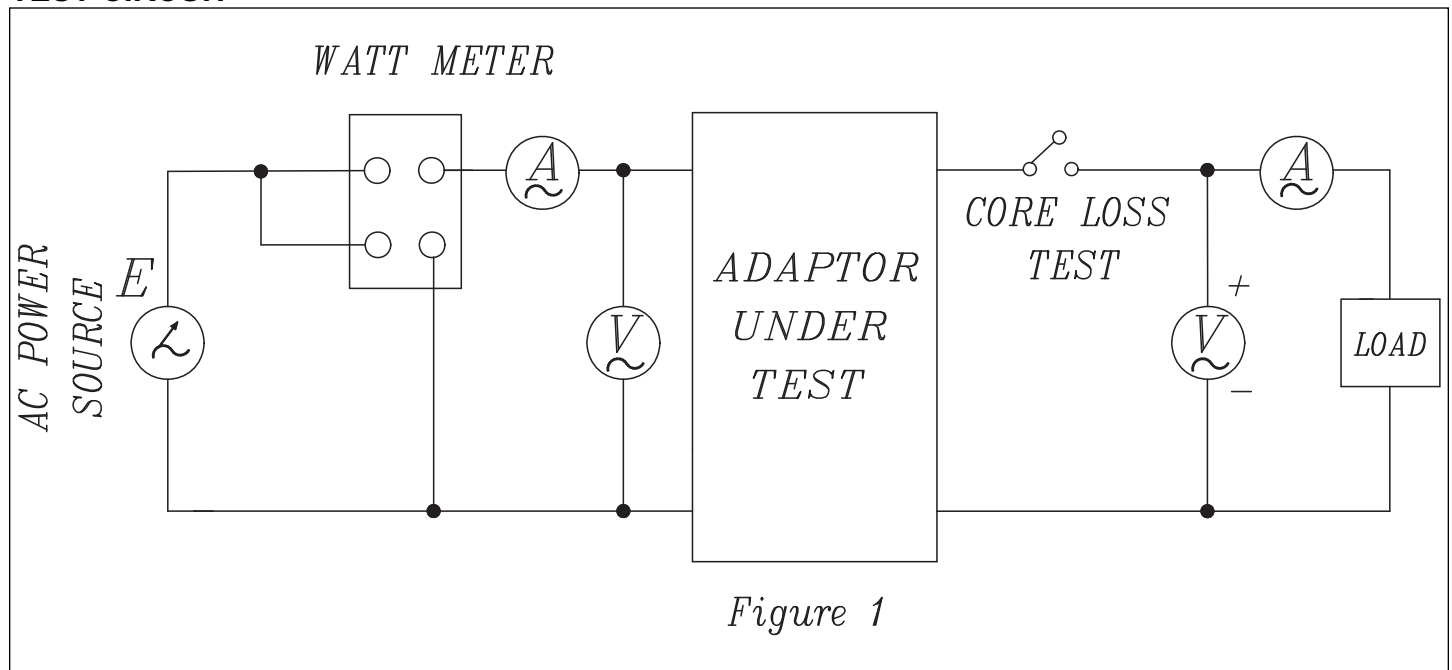 WATT METER
AC POWER
SOURCE
E
A
V
ADAPTOR
UNDER
TEST
CORE LOSS
TEST
A
+
V
−
LOAD
Figure 1